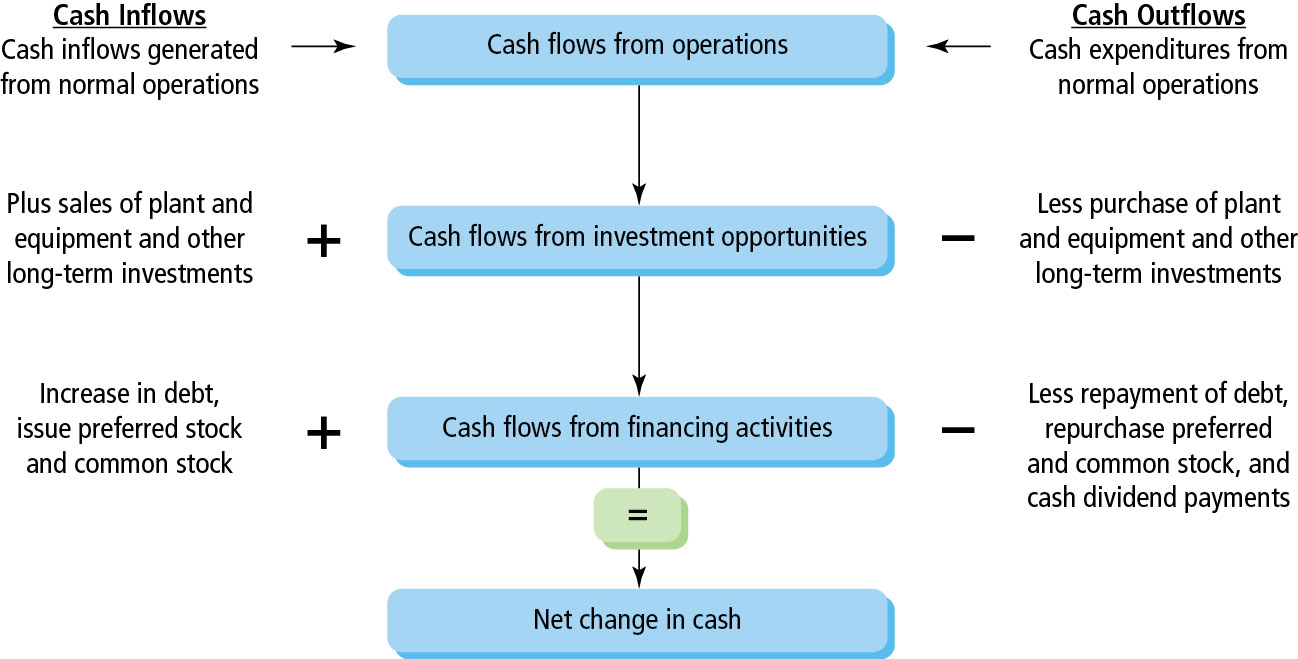 Cash Inflows
Cash inflows generated
from normal operations
Cash flows from operations
Cash Outflows
Cash expenditures from
normal operations
Plus sales of plant and
equipment and other
long-term investments
+
Cash flows from investment opportunities
–
Less purchase of plant
and equipment and other
long-term investments
Increase in debt,
issue preferred stock
and common stock
+
Cash flows from financing activities
–
Less repayment of debt,
repurchase preferred
and common stock, and
cash dividend payments
=
Net change in cash